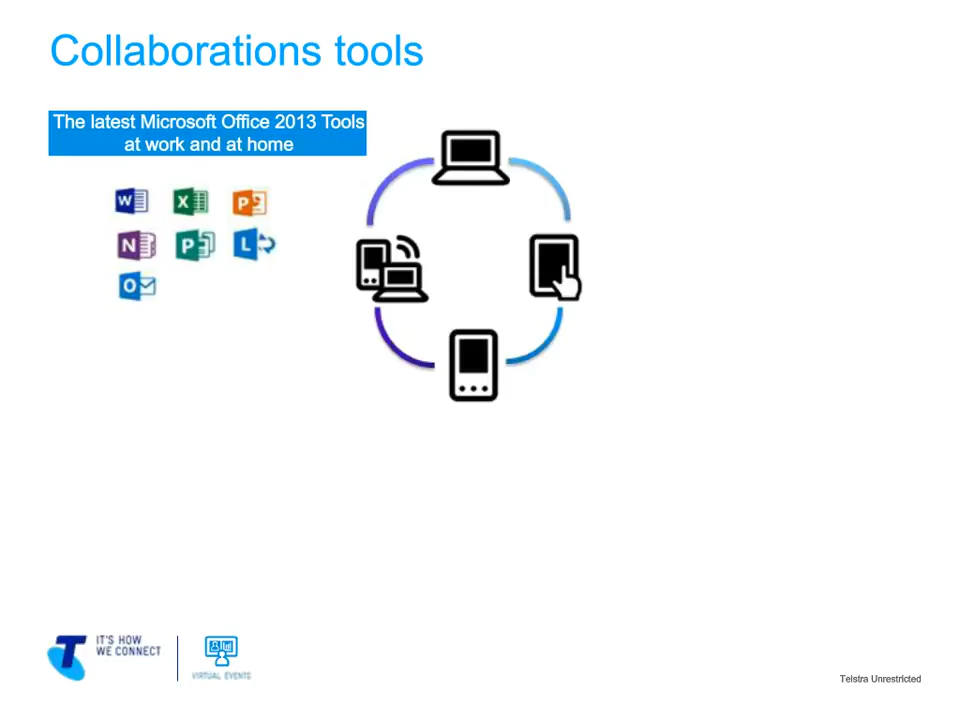 Collaborations tools
The latest Microsoft Office 2013 Tools
at work and at home
W X P
N P L
O
T IT'S HOW
WE CONNECT
VIRTUAL EVENTS
Telstra Unrestricted